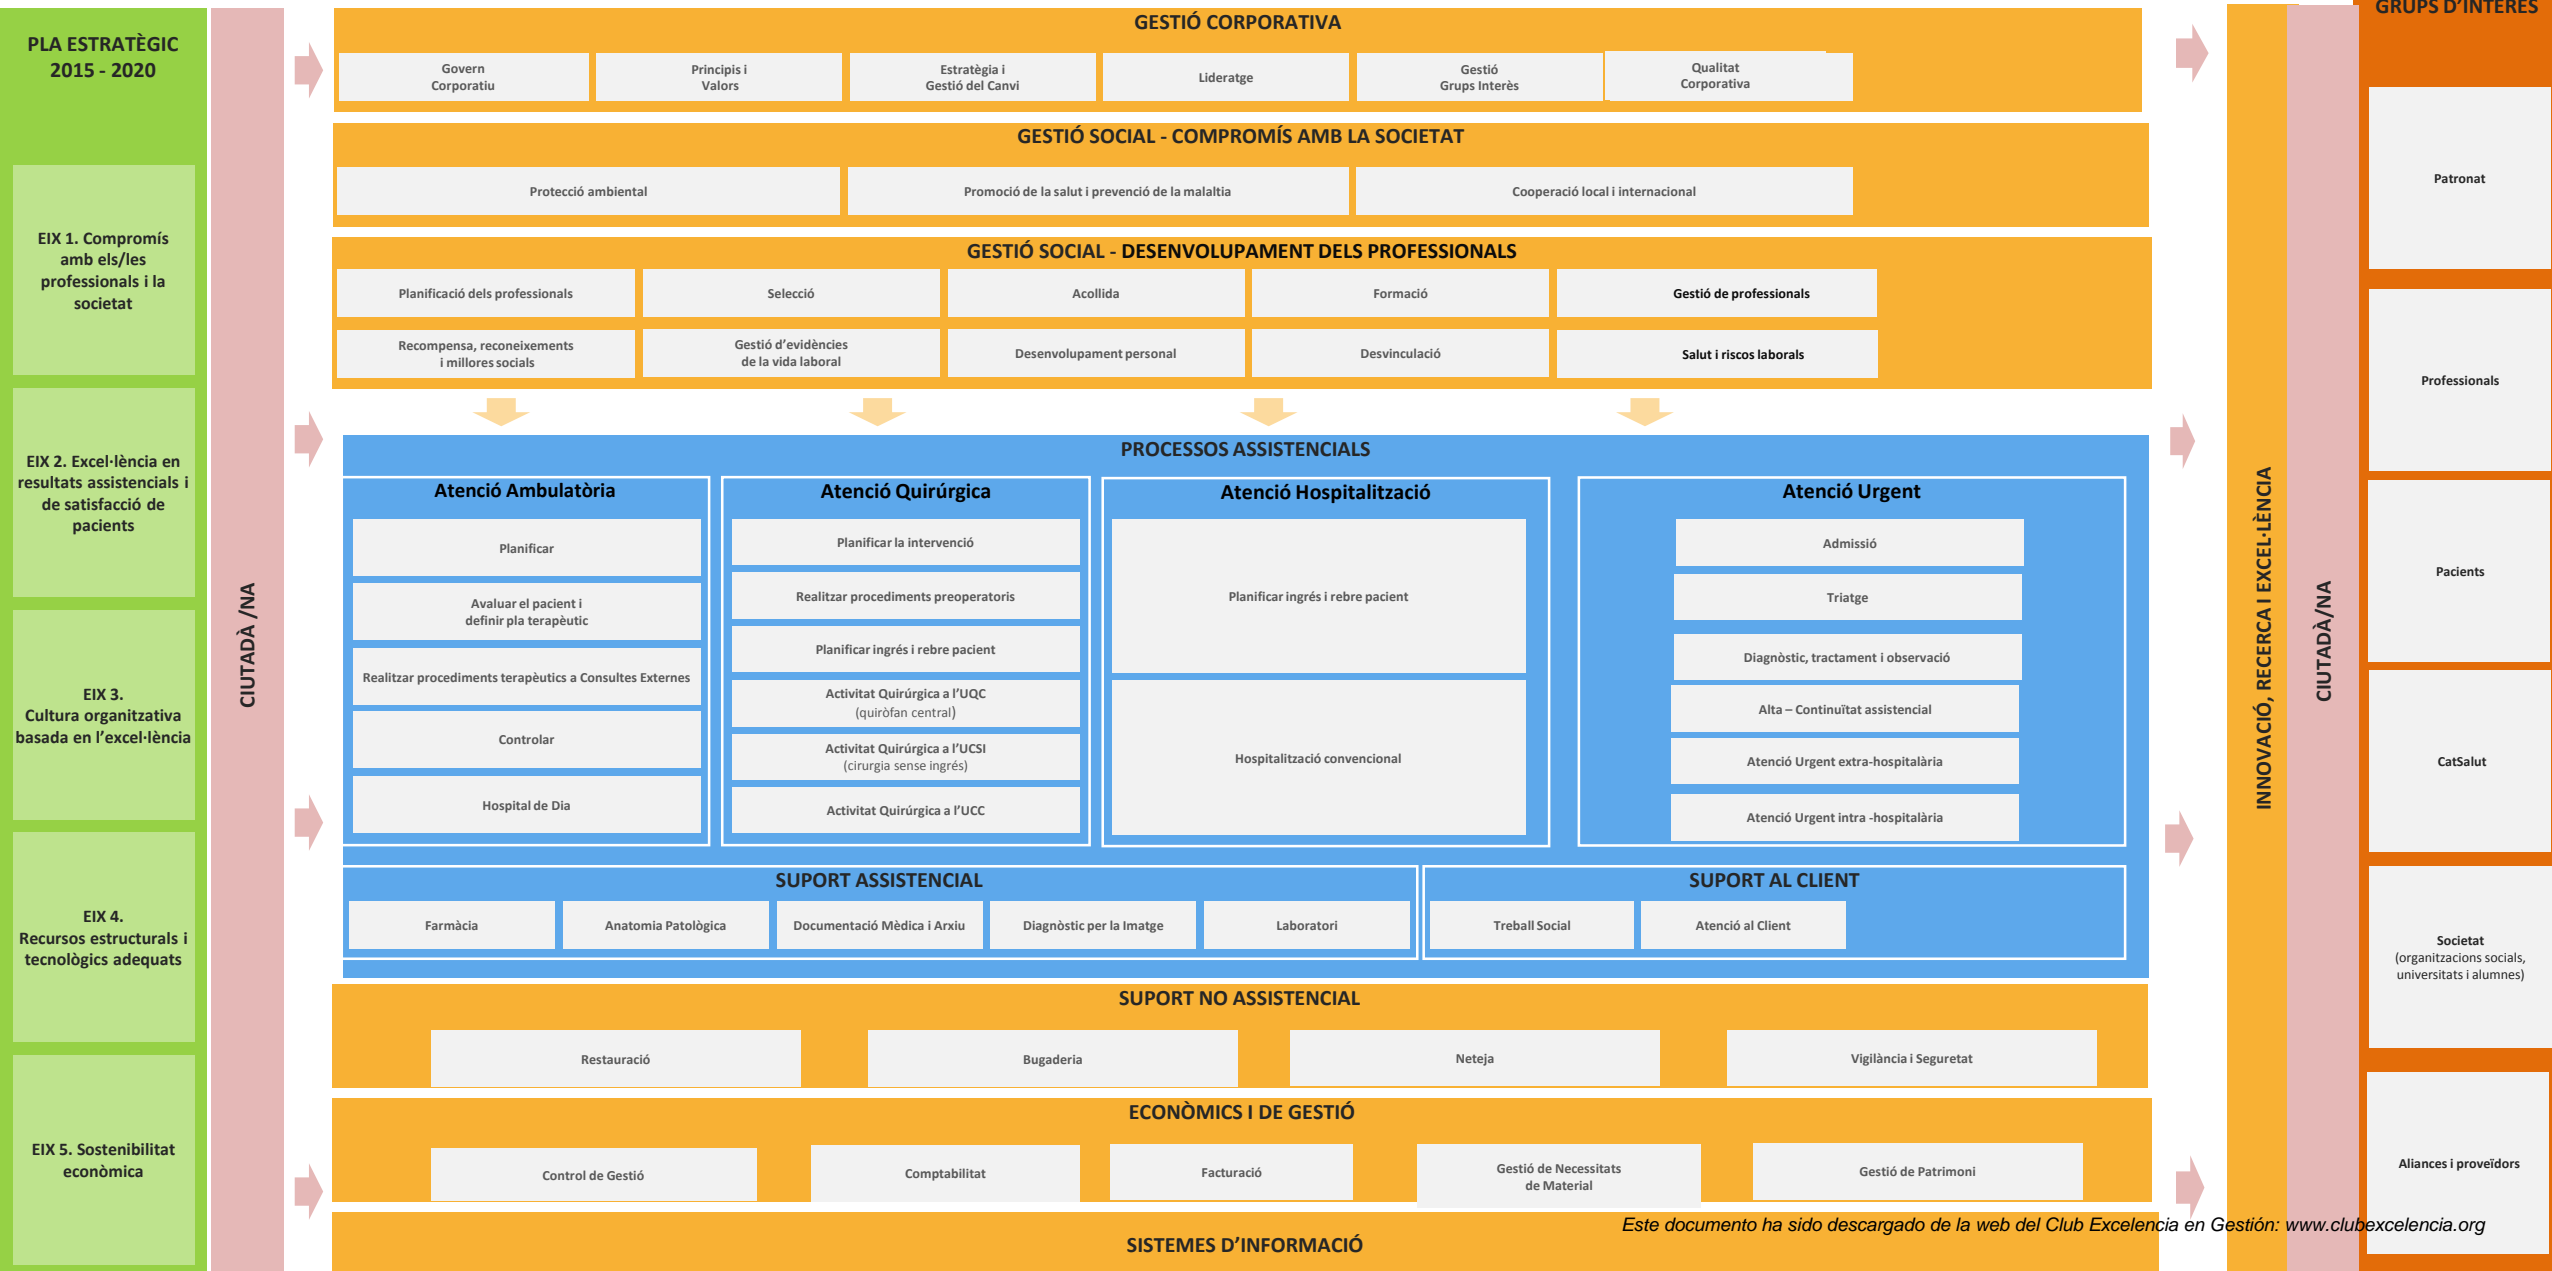 PLA ESTRATÈGIC
2015 - 2020
EIX 1. Compromís
amb els/les
professionals i la
societat
EIX 2. Excel·lència en
resultats assistencials i
de satisfacció de
pacients
EIX 3.
Cultura organitzativa
basada en l’excel·lència
EIX 4.
Recursos estructurals i
tecnològics adequats
EIX 5. Sostenibilitat
econòmica
CIUTADÀ /NA
GESTIÓ CORPORATIVA
Govern
Corporatiu
Principis i
Valors
Estratègia i
Gestió del Canvi
Lideratge
Gestió
Grups Interès
Qualitat
Corporativa
GESTIÓ SOCIAL - COMPROMÍS AMB LA SOCIETAT
Protecció ambiental
Promoció de la salut i prevenció de la malaltia
Cooperació local i internacional
GESTIÓ SOCIAL - DESENVOLUPAMENT DELS PROFESSIONALS
Planificació dels professionals
Selecció
Acollida
Formació
Gestió de professionals
Recompensa, reconeixements
i millores socials
Gestió d’evidències
de la vida laboral
Desenvolupament personal
Desvinculació
Salut i riscos laborals
PROCESSOS ASSISTENCIALS
Atenció Ambulatòria
Planificar
Avaluar el pacient i
definir pla terapèutic
Realitzar procediments terapèutics a Consultes Externes
Controlar
Hospital de Dia
Atenció Quirúrgica
Planificar la intervenció
Realitzar procediments preoperatoris
Planificar ingrés i rebre pacient
Activitat Quirúrgica a l’UQC
(quiròfan central)
Activitat Quirúrgica a l’UCSI
(cirurgia sense ingrés)
Activitat Quirúrgica a l’UCC
Atenció Hospitalització
Planificar ingrés i rebre pacient
Hospitalització convencional
Atenció Urgent
Admissió
Triatge
Diagnòstic, tractament i observació
Alta – Continuïtat assistencial
Atenció Urgent extra-hospitalària
Atenció Urgent intra -hospitalària
SUPORT ASSISTENCIAL
Farmàcia
Anatomia Patològica
Documentació Mèdica i Arxiu
Diagnòstic per la Imatge
Laboratori
SUPORT AL CLIENT
Treball Social
Atenció al Client
SUPORT NO ASSISTENCIAL
Restauració
Bugaderia
Neteja
Vigilància i Seguretat
ECONÒMICS I DE GESTIÓ
Control de Gestió
Comptabilitat
Facturació
Gestió de Necessitats
de Material
Gestió de Patrimoni
SISTEMES D’INFORMACIÓ
INNOVACIÓ, RECERCA I EXCEL·LÈNCIA
CIUTADÀ/NA
GRUPS D’INTERÈS
Patronat
Professionals
Pacients
CatSalut
Societat
(organitzacions socials,
universitats i alumnes)
Aliances i proveïdors
Este documento ha sido descargado de la web del Club Excelencia en Gestión: www.clubexcelencia.org